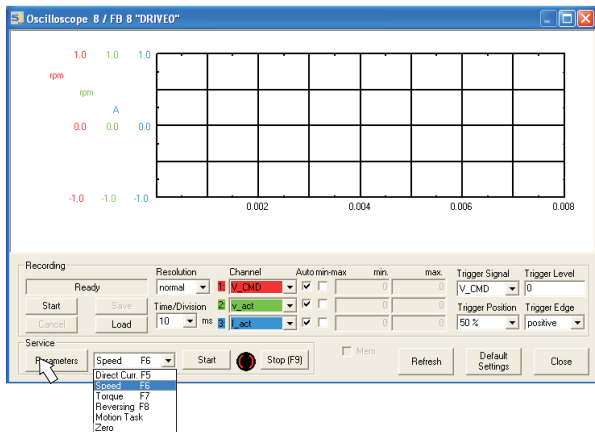 Oscilloscope 8 / FB 8 "DRIVE0"
1.0 1.0 1.0
rpm
rpm
A
0.0 0.0 0.0
-1.0 -1.0 -1.0
0.002 0.004 0.006 0.008
Recording
Resolution Channel Auto min-max min. max. Trigger Signal Trigger Level
Ready normal 1: V_CMD 0 0 V_CMD 0
Start Save Time/Division 2: v_act 0 0 Trigger Position Trigger Edge
Cancel Load 10 ms 3: I_act 0 0 50 % positive
Service
Parameters Speed F6 Start Stop (F9) Mem. Refresh Default Settings Close
Direct Curr. F5
Speed F6
Torque F7
Reversing F8
Motion Task
Zero